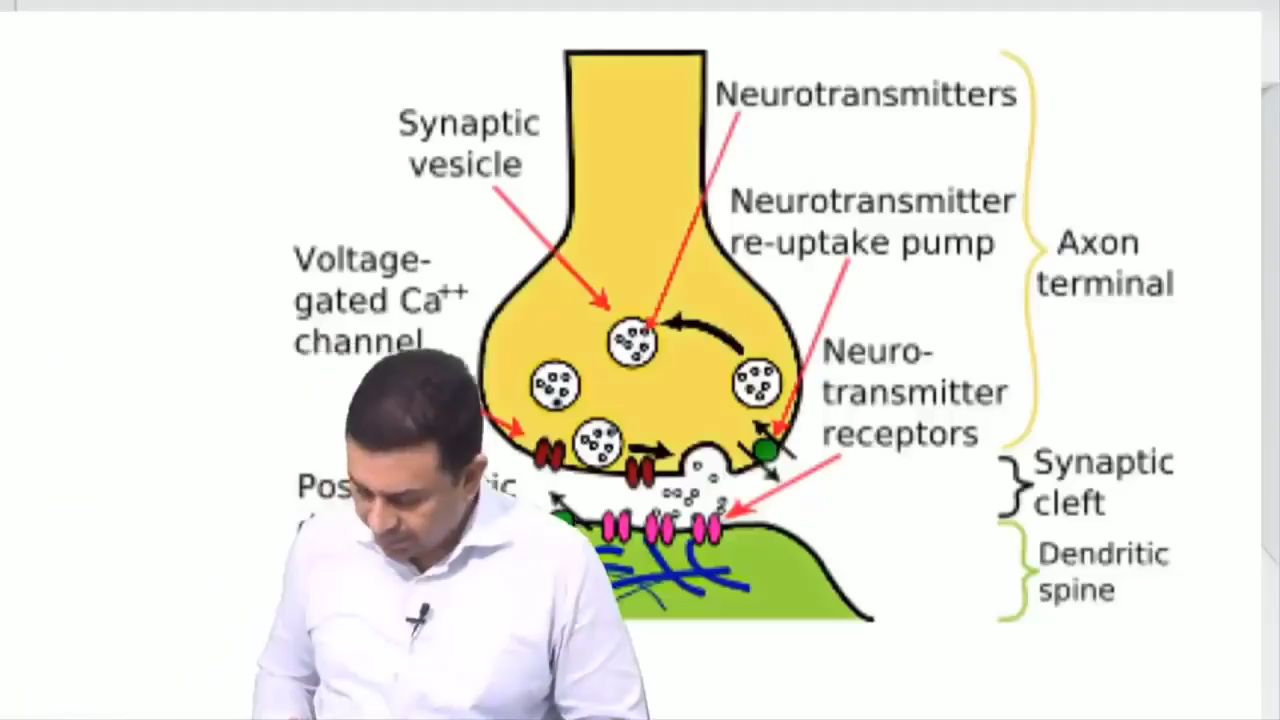 Neurotransmitters
Synaptic
vesicle
Neurotransmitter
re-uptake pump
Axon
terminal
Voltage-
gated Ca++
channel
Neuro-
transmitter
receptors
Synaptic
cleft
Dendritic
spine